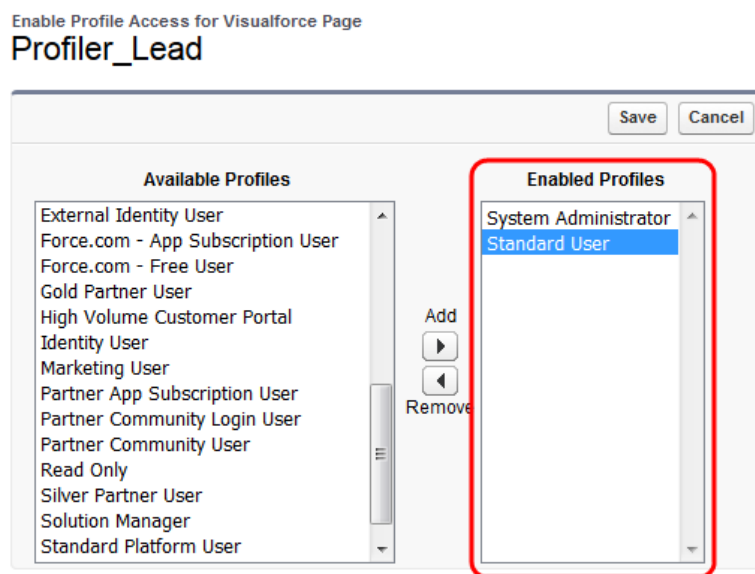 Enable Profile Access for Visualforce Page
Profiler_Lead
Save Cancel
Available Profiles
External Identity User
Force.com - App Subscription User
Force.com - Free User
Gold Partner User
High Volume Customer Portal
Identity User
Marketing User
Partner App Subscription User
Partner Community Login User
Partner Community User
Read Only
Silver Partner User
Solution Manager
Standard Platform User
Add
Remove
Enabled Profiles
System Administrator
Standard User